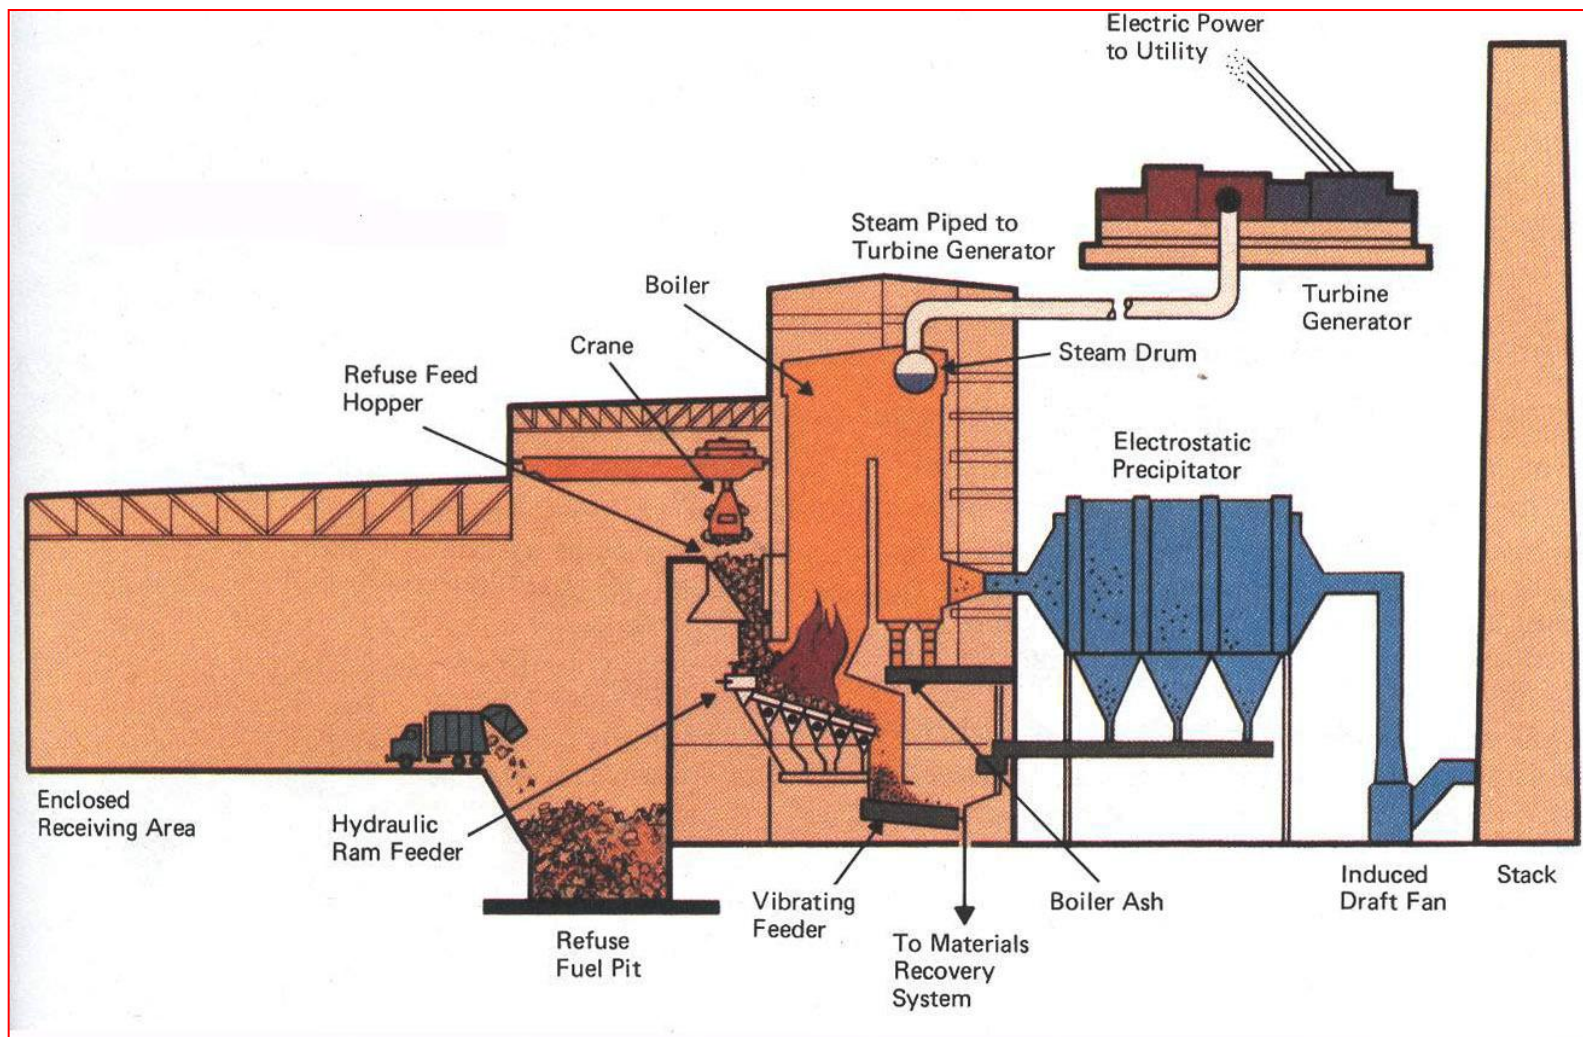 Electric Power
to Utility
Steam Piped to
Turbine Generator
Boiler
Turbine
Generator
Crane
Steam Drum
Refuse Feed
Hopper
Electrostatic
Precipitator
Enclosed
Receiving Area
Hydraulic
Ram Feeder
Vibrating
Feeder
Boiler Ash
Induced
Draft Fan
Stack
Refuse
Fuel Pit
To Materials
Recovery
System